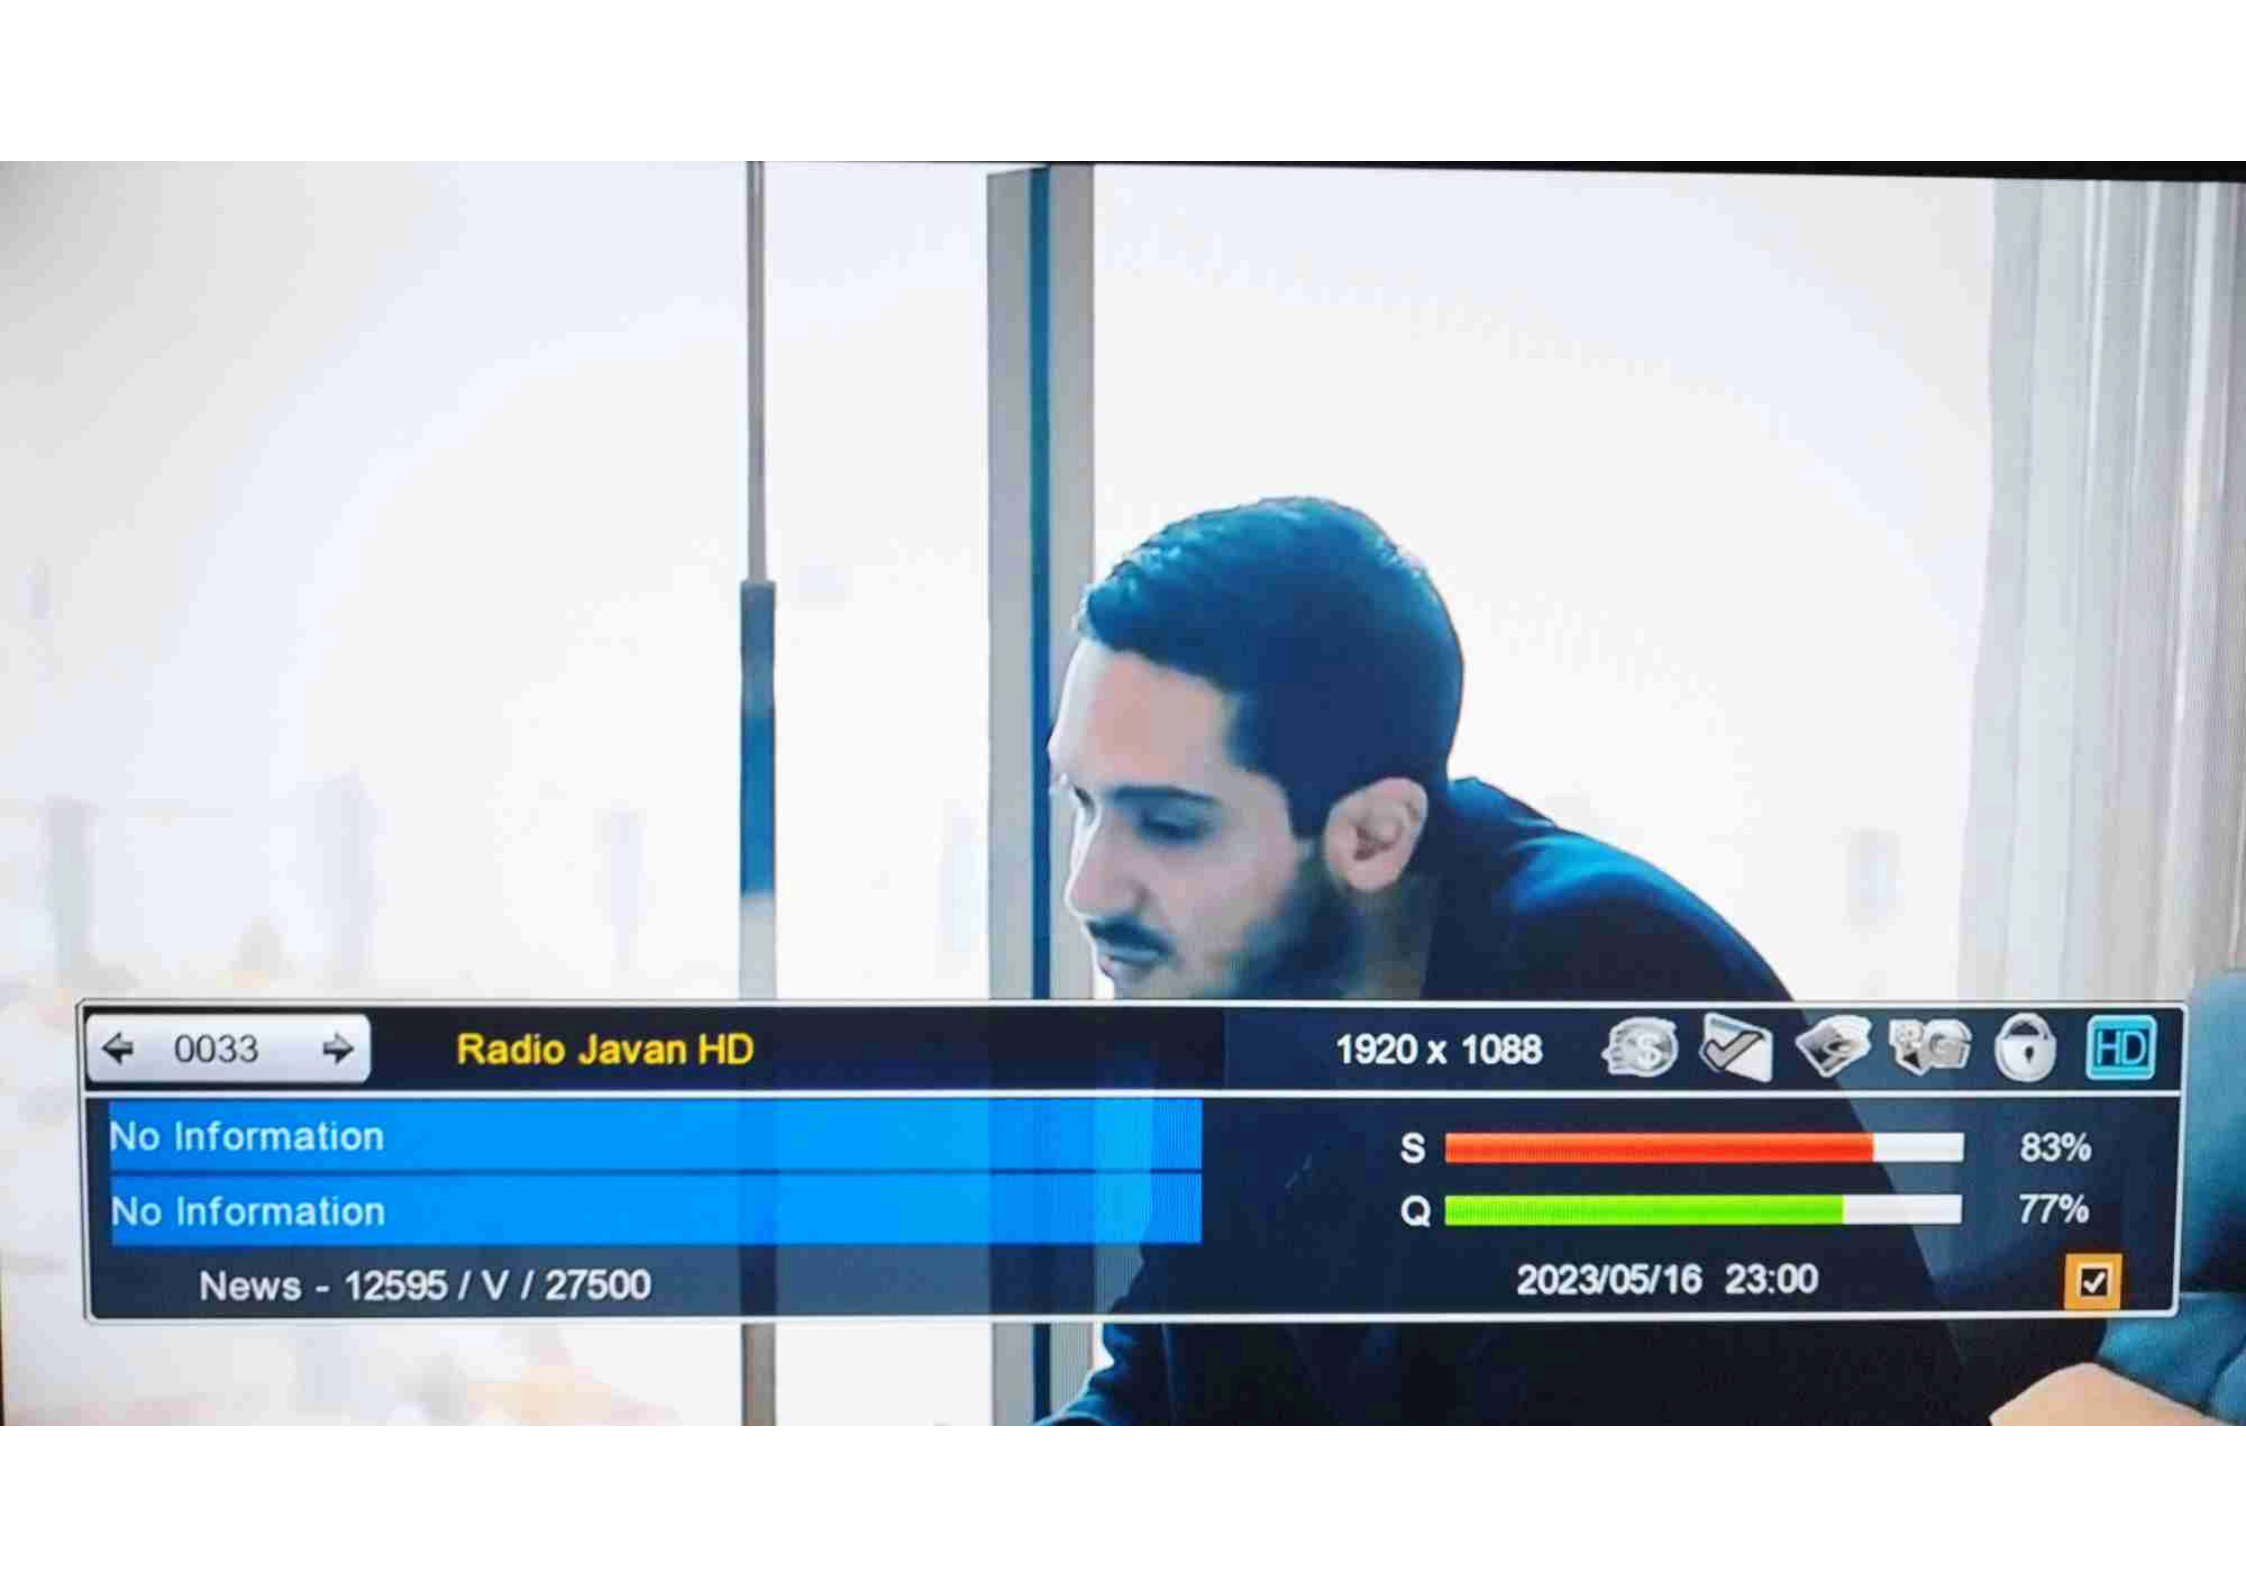 0033 Radio Javan HD 1920 x 1088 HD
No Information
S 83%
No Information
Q 77%
News - 12595 / V / 27500 2023/05/16 23:00